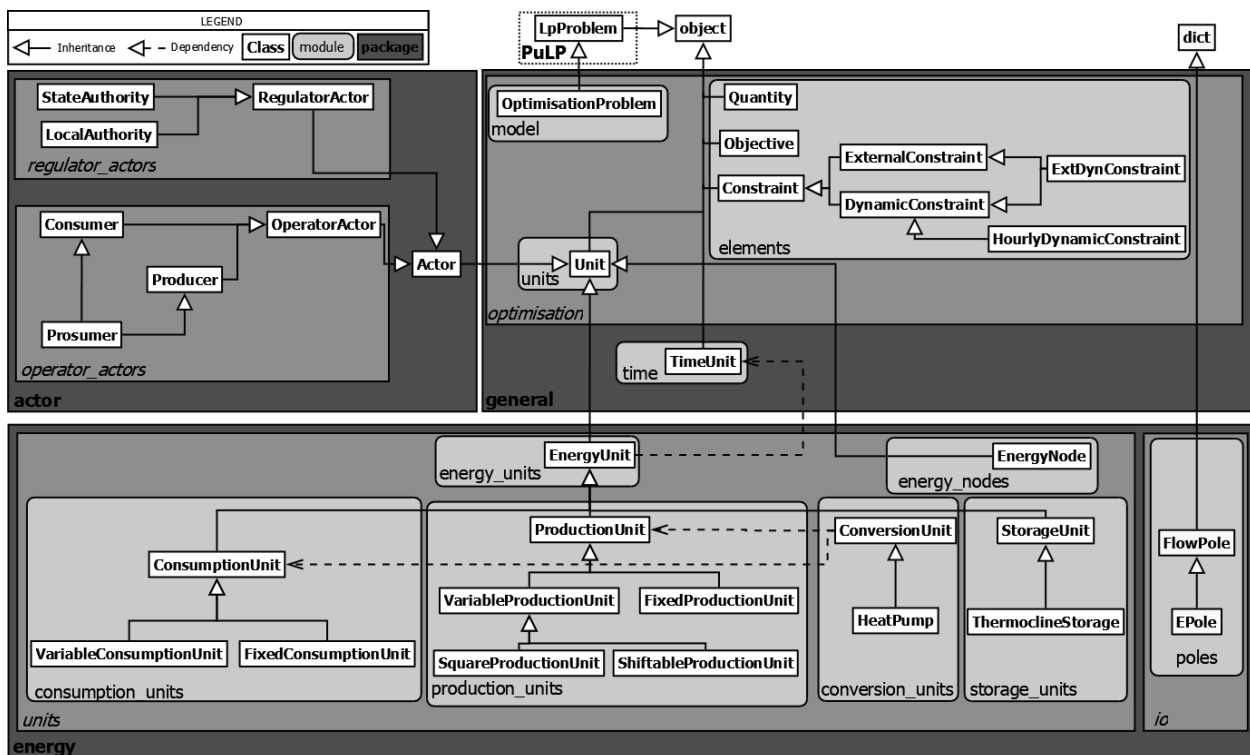 LEGEND
Inheritance
Dependency
Class
module
package
LpProblem
PuLP
object
dict
StateAuthority
RegulatorActor
LocalAuthority
regulator_actors
Consumer
OperatorActor
Producer
Prosumer
operator_actors
Actor
actor
OptimisationProblem
model
Quantity
Objective
Constraint
ExternalConstraint
ExtDynConstraint
DynamicConstraint
HourlyDynamicConstraint
elements
Unit
units
optimisation
TimeUnit
time
general
EnergyUnit
energy_units
EnergyNode
energy_nodes
ConsumptionUnit
VariableConsumptionUnit
FixedConsumptionUnit
consumption_units
ProductionUnit
VariableProductionUnit
FixedProductionUnit
SquareProductionUnit
ShiftableProductionUnit
production_units
ConversionUnit
HeatPump
conversion_units
StorageUnit
ThermoclineStorage
storage_units
units
FlowPole
EPole
poles
io
energy